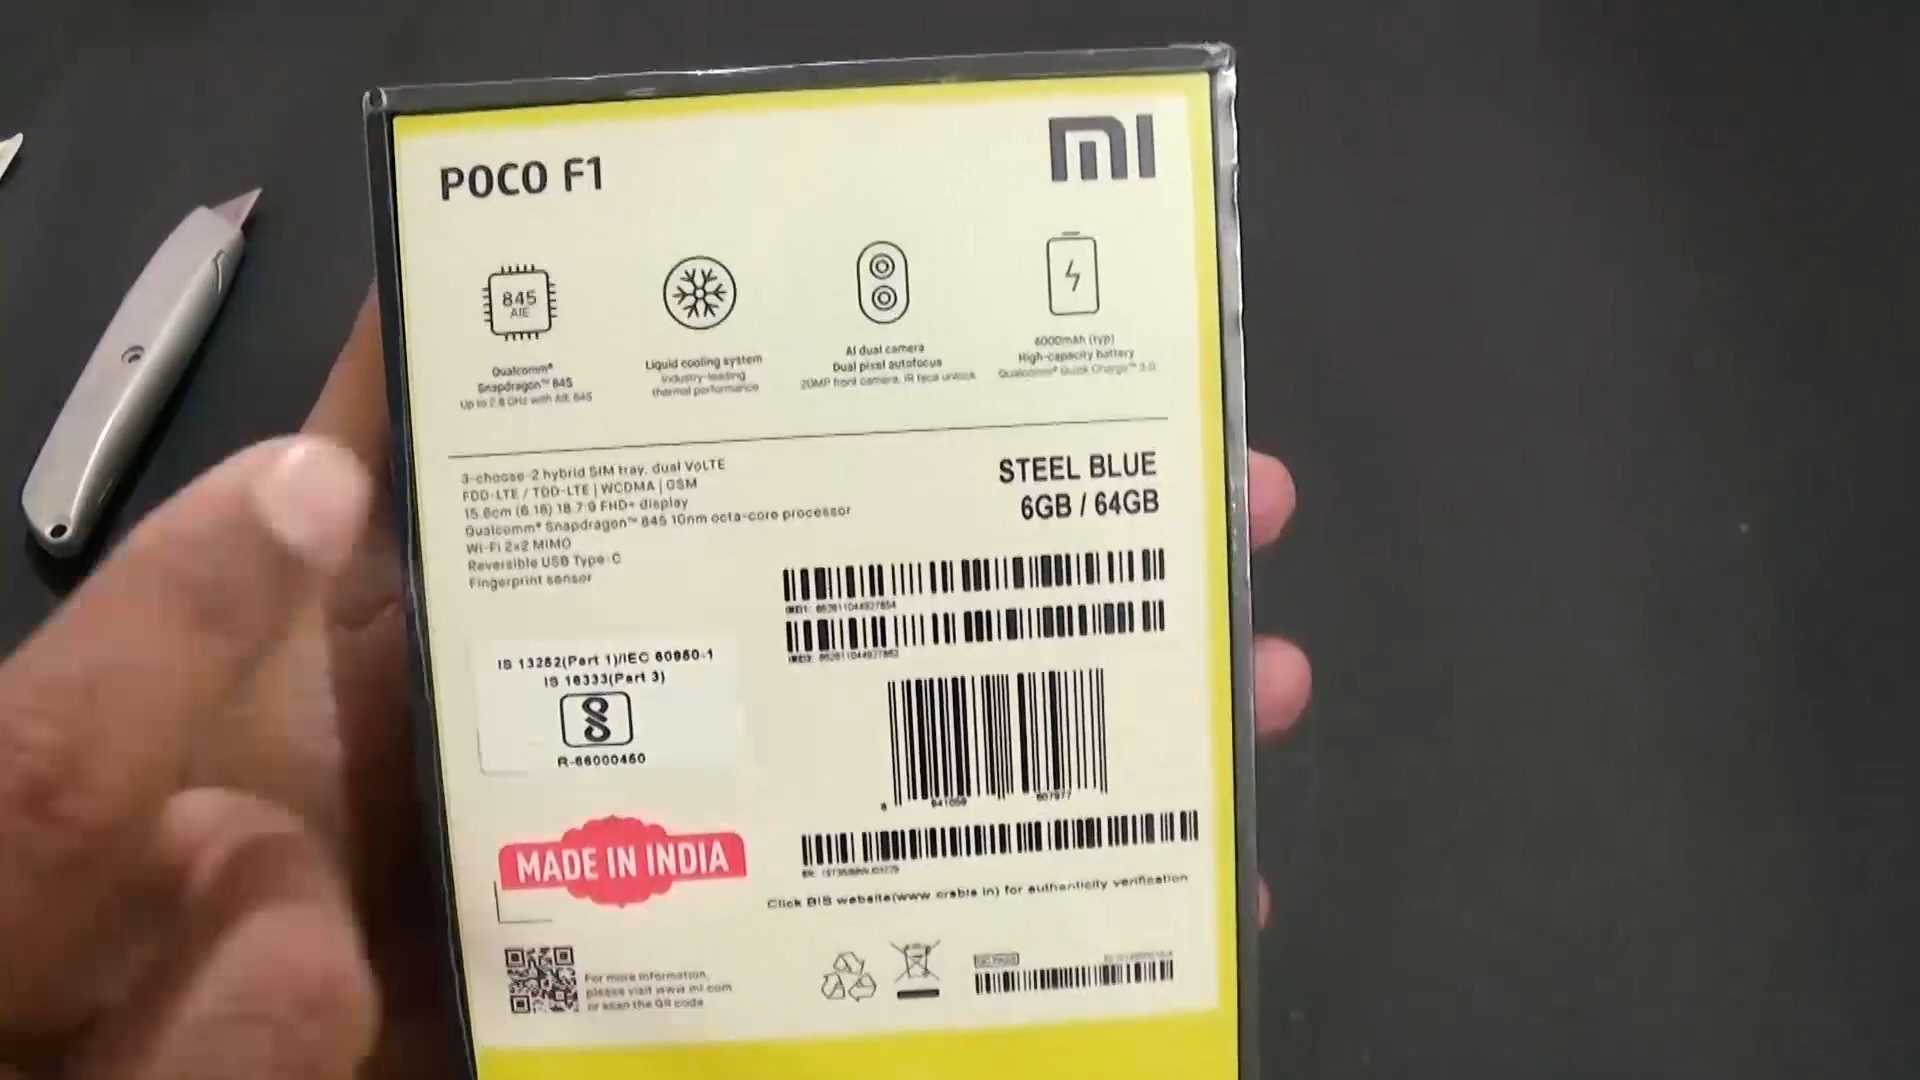 POCO F1
mi
845
AIE
Qualcomm®
Snapdragon™ 845
Up to 2.8 GHz with AIE 845
Liquid cooling system
Industry-leading
thermal performance
AI dual camera
Dual pixel autofocus
20MP front camera, IR face unlock
4000mAh (typ)
High-capacity battery
Qualcomm® Quick Charge™ 3.0
3-choose-2 hybrid SIM tray, dual VoLTE
FDD-LTE / TDD-LTE | WCDMA | GSM
15.6cm (6.18) 18.7:9 FHD+ display
Qualcomm® Snapdragon™ 845 10nm octa-core processor
Wi-Fi 2x2 MIMO
Reversible USB Type-C
Fingerprint sensor
STEEL BLUE
6GB / 64GB
IS 13252(Part 1)/IEC 60950-1
IS 16333(Part 3)
R-66000450
MADE IN INDIA
Click BIS website(www crsbis in) for authenticity verification
For more information,
please visit www.mi.com
or scan the QR code